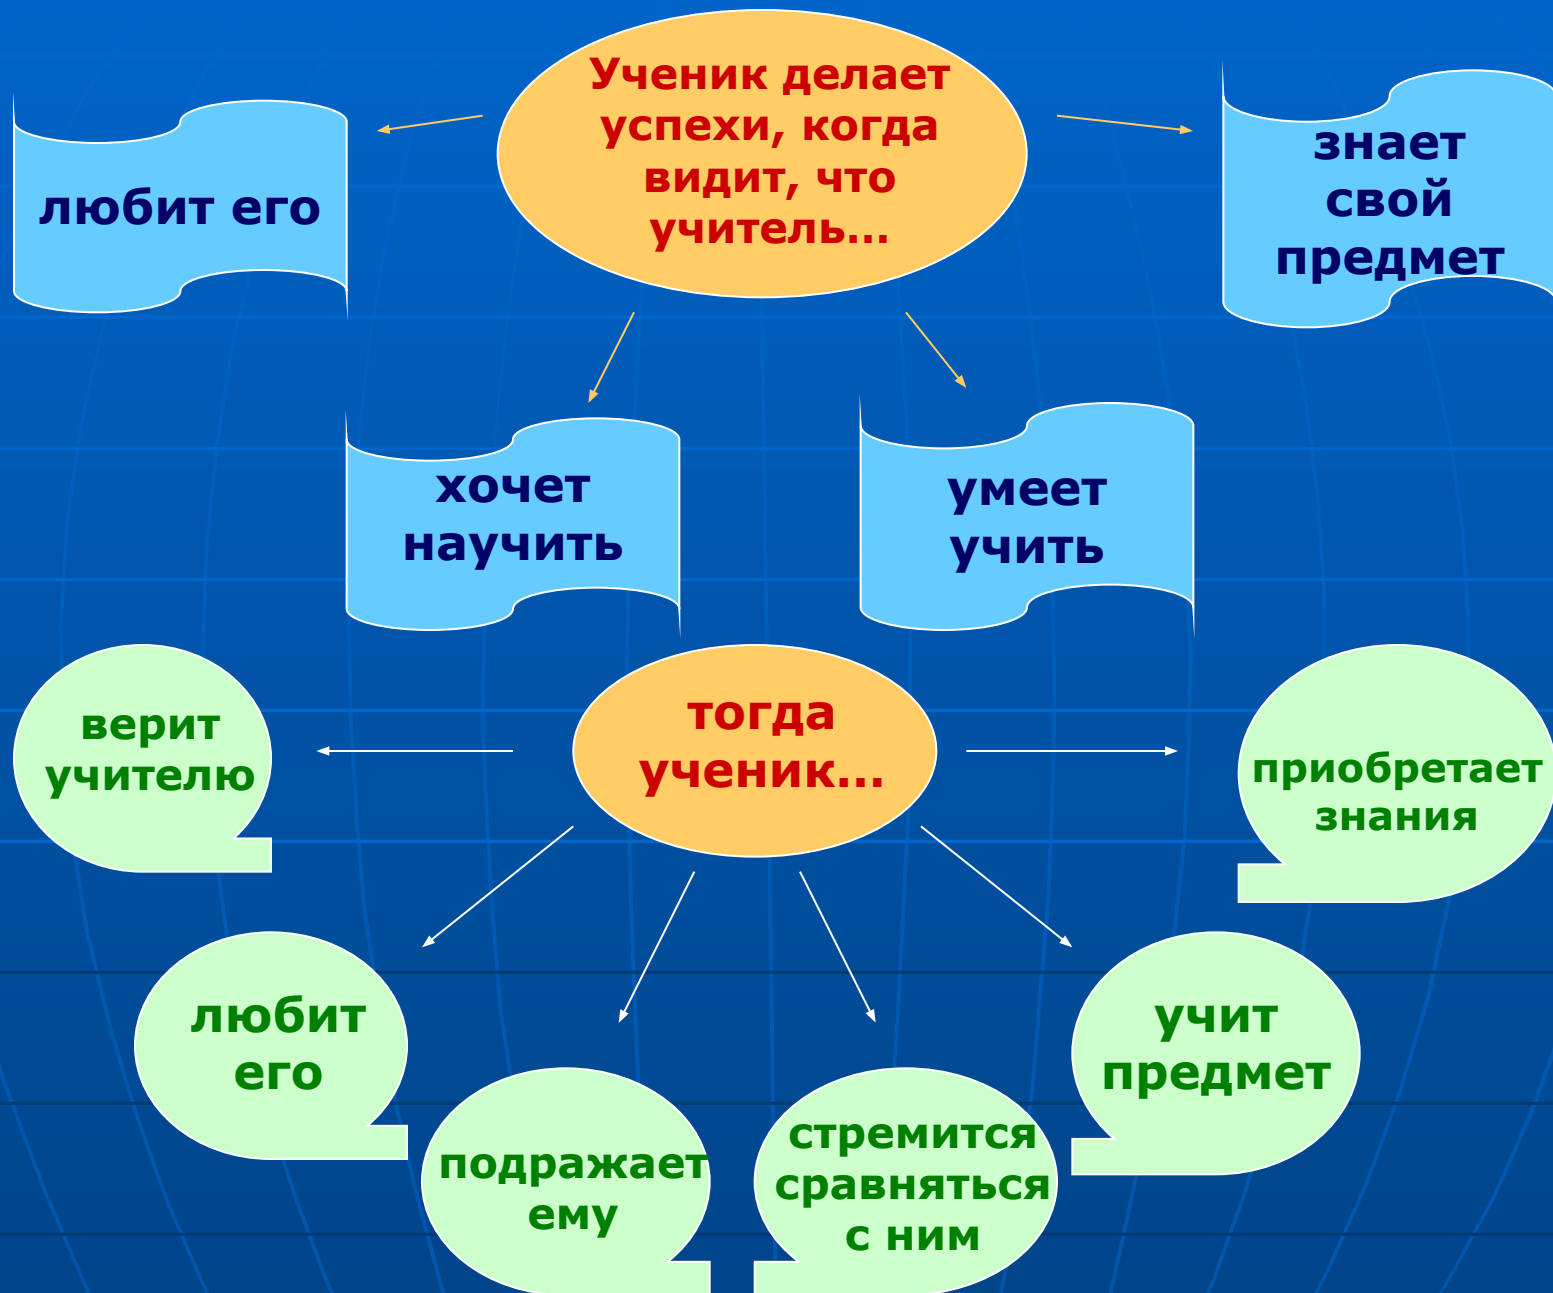 Ученик делает
успехи, когда
видит, что
учитель...
любит его
знает
свой
предмет
хочет
научить
умеет
учить
тогда
ученик...
верит
учителю
приобретает
знания
любит
его
учит
предмет
подражает
ему
стремится
сравняться
с ним